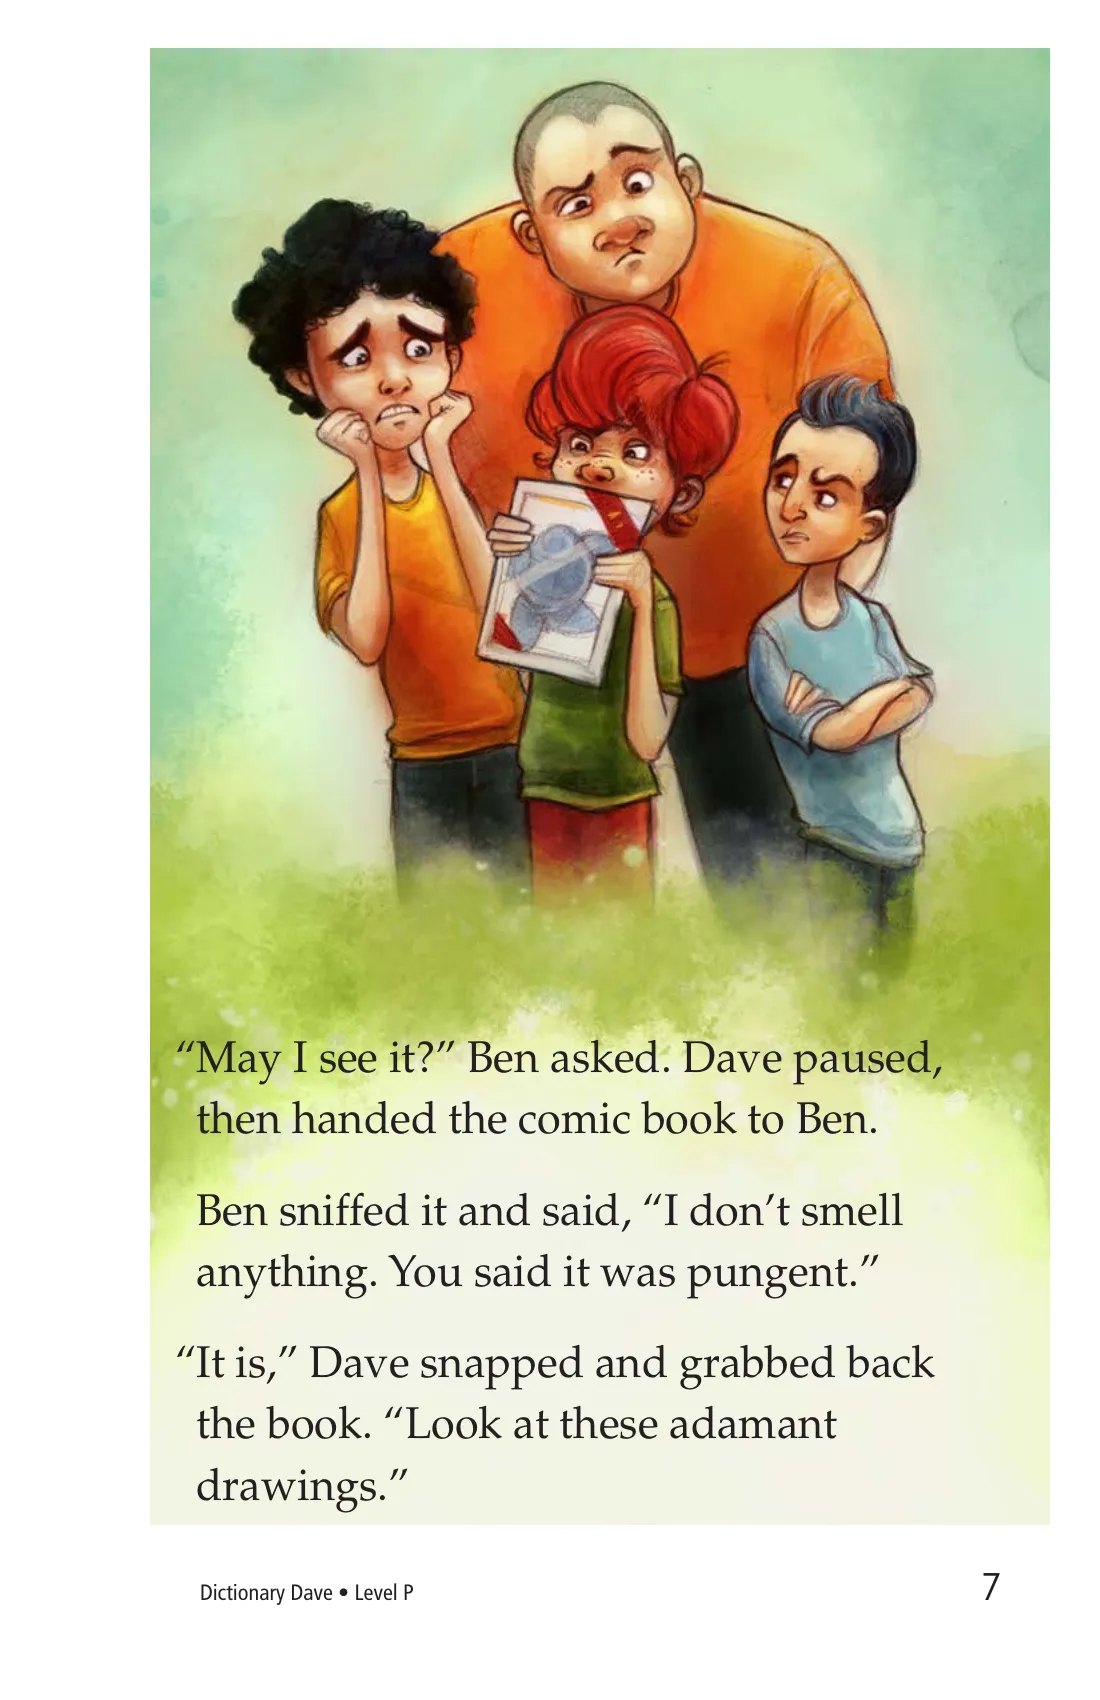 “May I see it?” Ben asked. Dave paused,
then handed the comic book to Ben.
Ben sniffed it and said, “I don’t smell
anything. You said it was pungent.”
“It is,” Dave snapped and grabbed back
the book. “Look at these adamant
drawings.”
Dictionary Dave • Level P
7